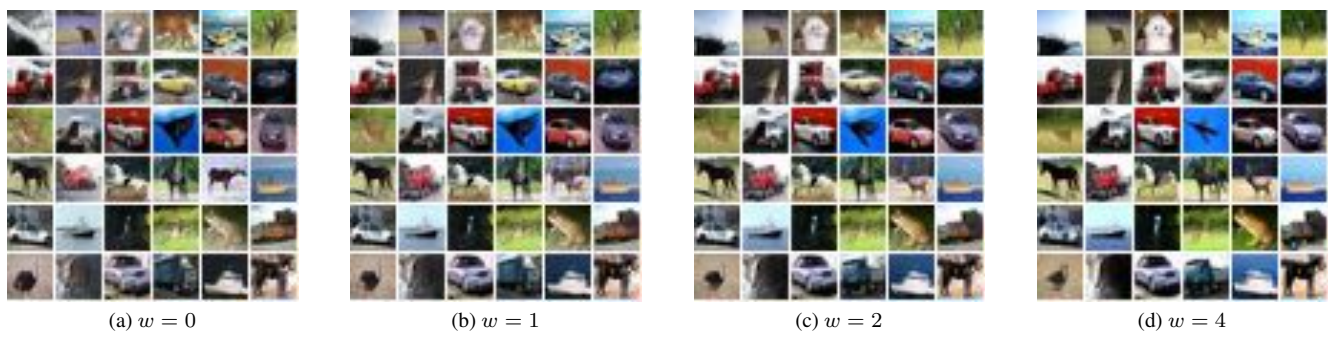 (a) w = 0
(b) w = 1
(c) w = 2
(d) w = 4